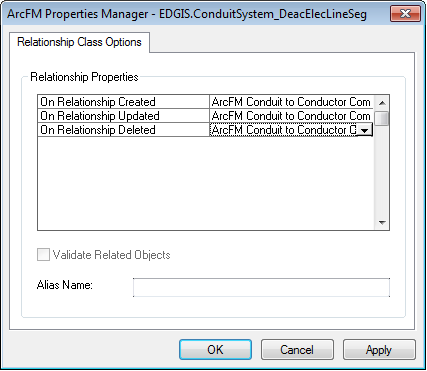 ArcFM Properties Manager - EDGIS.ConduitSystem_DeacElecLineSeg
Relationship Class Options
Relationship Properties
On Relationship Created ArcFM Conduit to Conductor Com
On Relationship Updated ArcFM Conduit to Conductor Com
On Relationship Deleted ArcFM Conduit to Conductor C
Validate Related Objects
Alias Name:
OK Cancel Apply